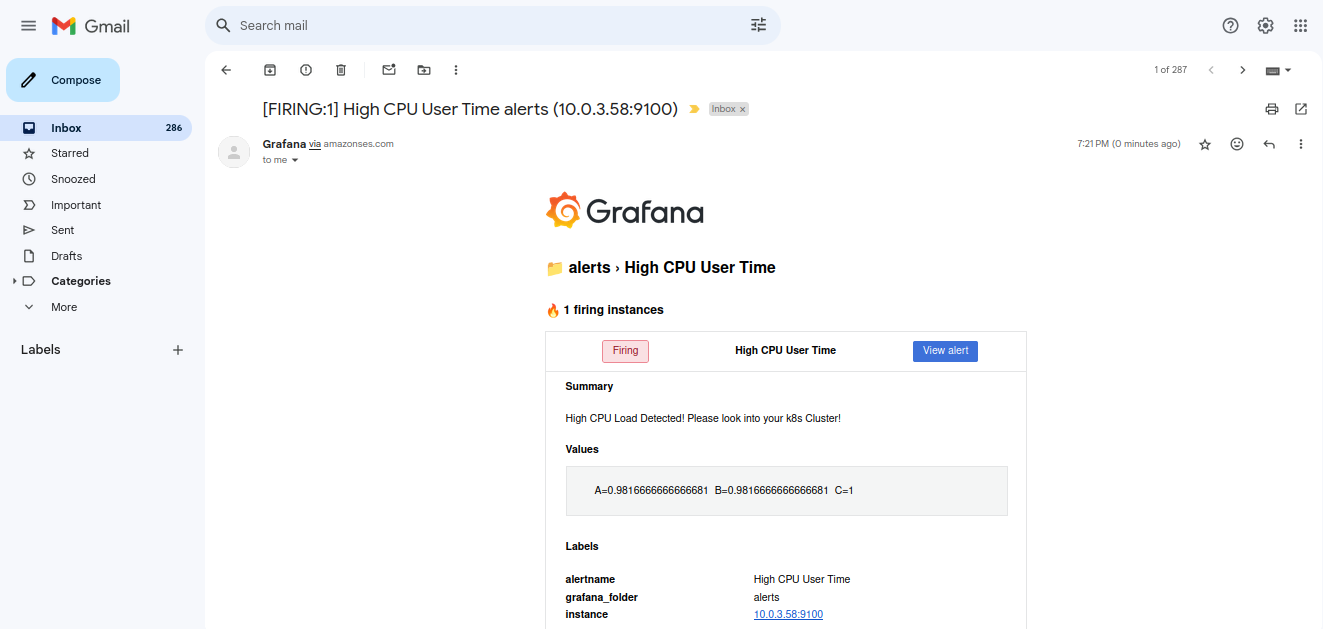 Gmail
Search mail
Compose
1 of 287
[FIRING:1] High CPU User Time alerts (10.0.3.58:9100)
Inbox ×
Inbox 286
Starred
Snoozed
Important
Sent
Drafts
Categories
More
Labels +
Grafana via amazonses.com
7:21 PM (0 minutes ago)
to me
Grafana
alerts › High CPU User Time
1 firing instances
Firing High CPU User Time View alert
Summary
High CPU Load Detected! Please look into your k8s Cluster!
Values
A=0.9816666666666681 B=0.9816666666666681 C=1
Labels
alertname High CPU User Time
grafana_folder alerts
instance 10.0.3.58:9100